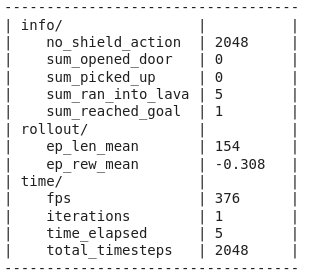 -----------------------------------
| info/                |          |
|    no_shield_action  | 2048     |
|    sum_opened_door   | 0        |
|    sum_picked_up     | 0        |
|    sum_ran_into_lava | 5        |
|    sum_reached_goal  | 1        |
| rollout/             |          |
|    ep_len_mean       | 154      |
|    ep_rew_mean       | -0.308   |
| time/                |          |
|    fps               | 376      |
|    iterations        | 1        |
|    time_elapsed      | 5        |
|    total_timesteps   | 2048     |
-----------------------------------